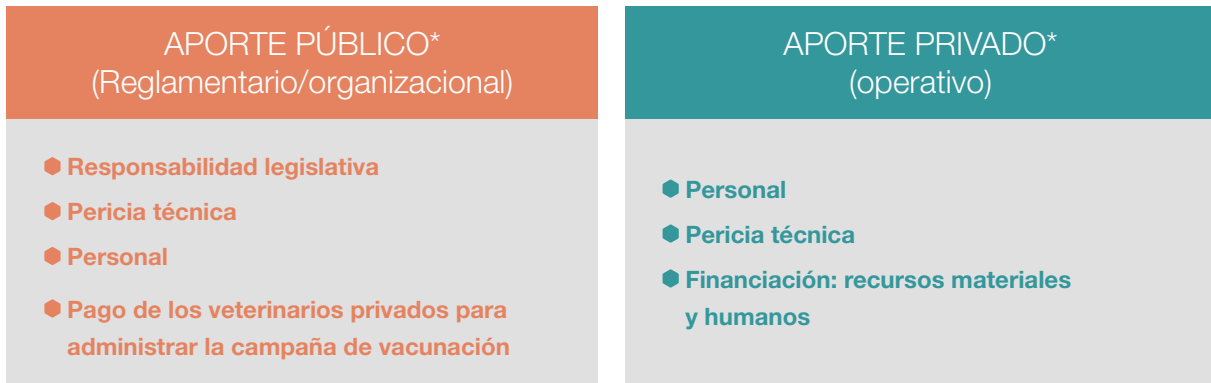 APORTE PÚBLICO*
(Reglamentario/organizacional)
Responsabilidad legislativa
Pericia técnica
Personal
Pago de los veterinarios privados para
administrar la campaña de vacunación
APORTE PRIVADO*
(operativo)
Personal
Pericia técnica
Financiación: recursos materiales
y humanos